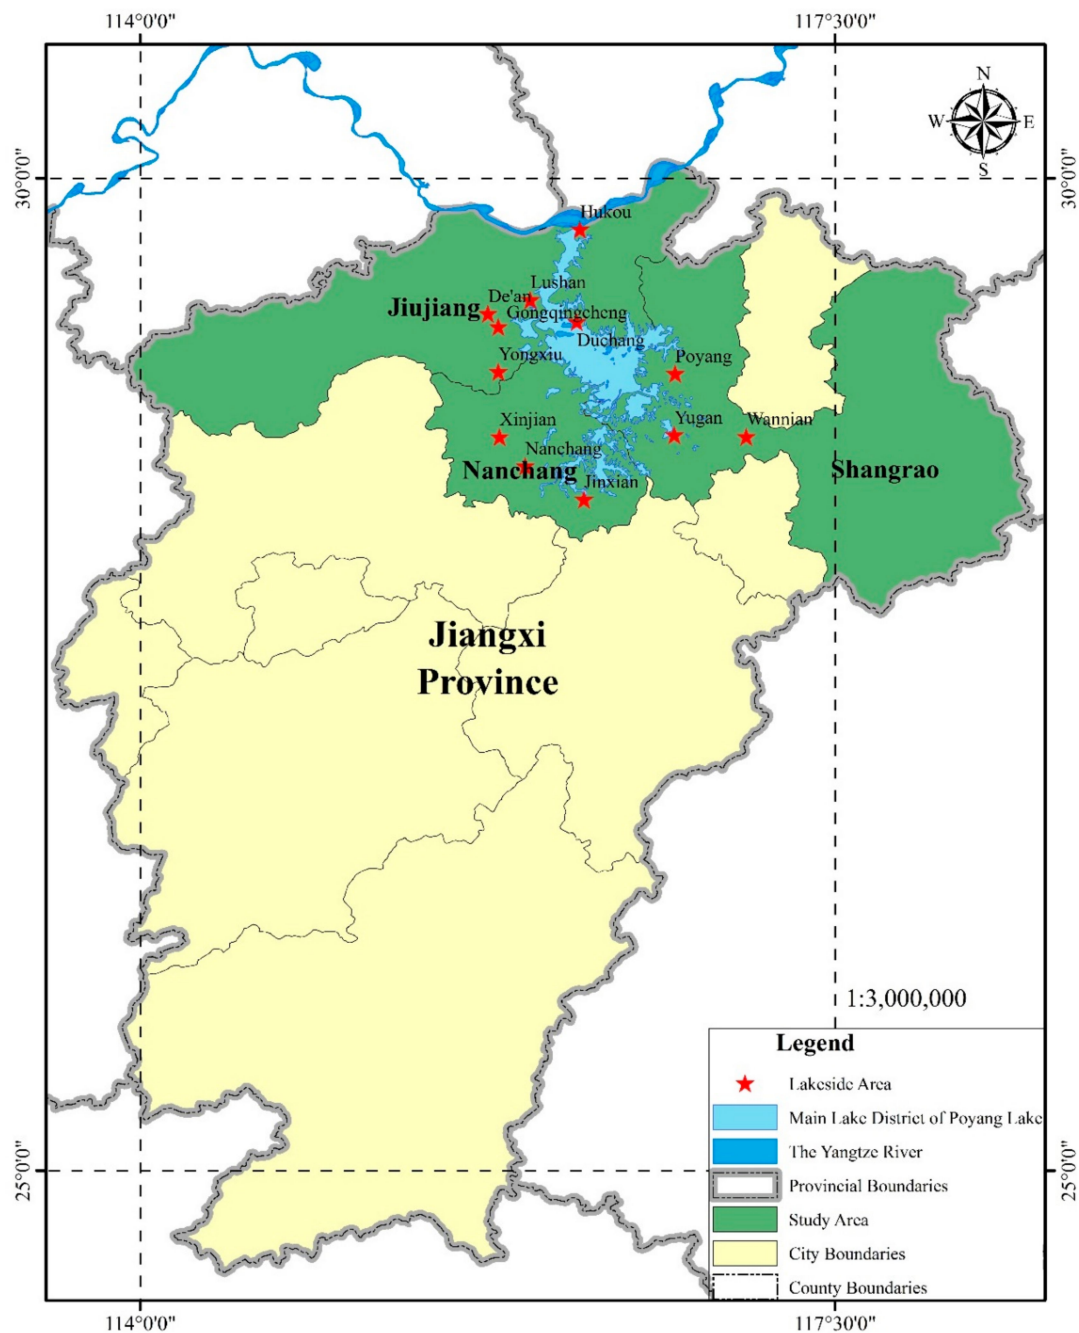 114°0'0"
117°30'0"
N
W
E
S
30°0'0"
30°0'0"
Hukou
Lushan
De'an
Jiujiang
Gongqingcheng
Duchang
Yongxiu
Poyang
Xinjian
Yugan
Wannian
Nanchang
Nanchang
Shangrao
Jinxian
Jiangxi
Province
1:3,000,000
Legend
Lakeside Area
Main Lake District of Poyang Lake
The Yangtze River
Provincial Boundaries
Study Area
City Boundaries
County Boundaries
25°0'0"
25°0'0"
114°0'0"
117°30'0"